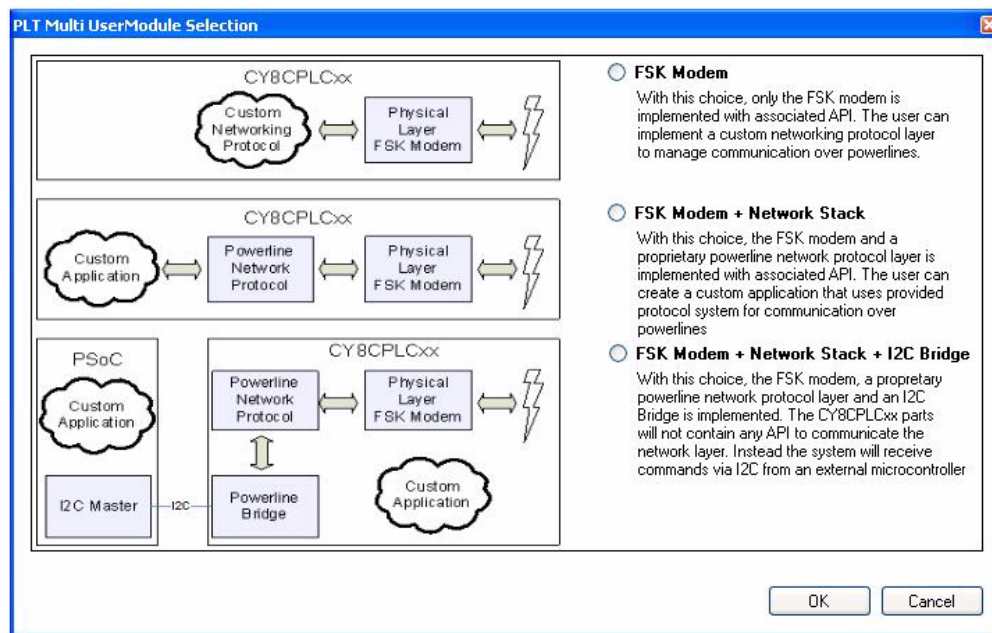 PLT Multi UserModule Selection
CY8CPLCxx
Custom
Networking
Protocol
Physical
Layer
FSK Modem
FSK Modem
With this choice, only the FSK modem is
implemented with associated API. The user can
implement a custom networking protocol layer
to manage communication over powerlines.
CY8CPLCxx
Custom
Application
Powerline
Network
Protocol
Physical
Layer
FSK Modem
FSK Modem + Network Stack
With this choice, the FSK modem and a
proprietary powerline network protocol layer is
implemented with associated API. The user can
create a custom application that uses provided
protocol system for communication over
powerlines
PSoC
Custom
Application
I2C Master
I2C
CY8CPLCxx
Powerline
Network
Protocol
Physical
Layer
FSK Modem
Powerline
Bridge
Custom
Application
FSK Modem + Network Stack + I2C Bridge
With this choice, the FSK modem, a propretary
powerline network protocol layer and an I2C
Bridge is implemented. The CY8CPLCxx parts
will not contain any API to communicate the
network layer. Instead the system will receive
commands via I2C from an external microcontroller
OK
Cancel